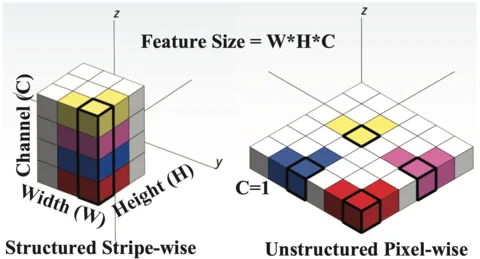 z
z
Feature Size = W*H*C
Channel (C)
y
Width (W)
Height (H)
C=1
Structured Stripe-wise
Unstructured Pixel-wise